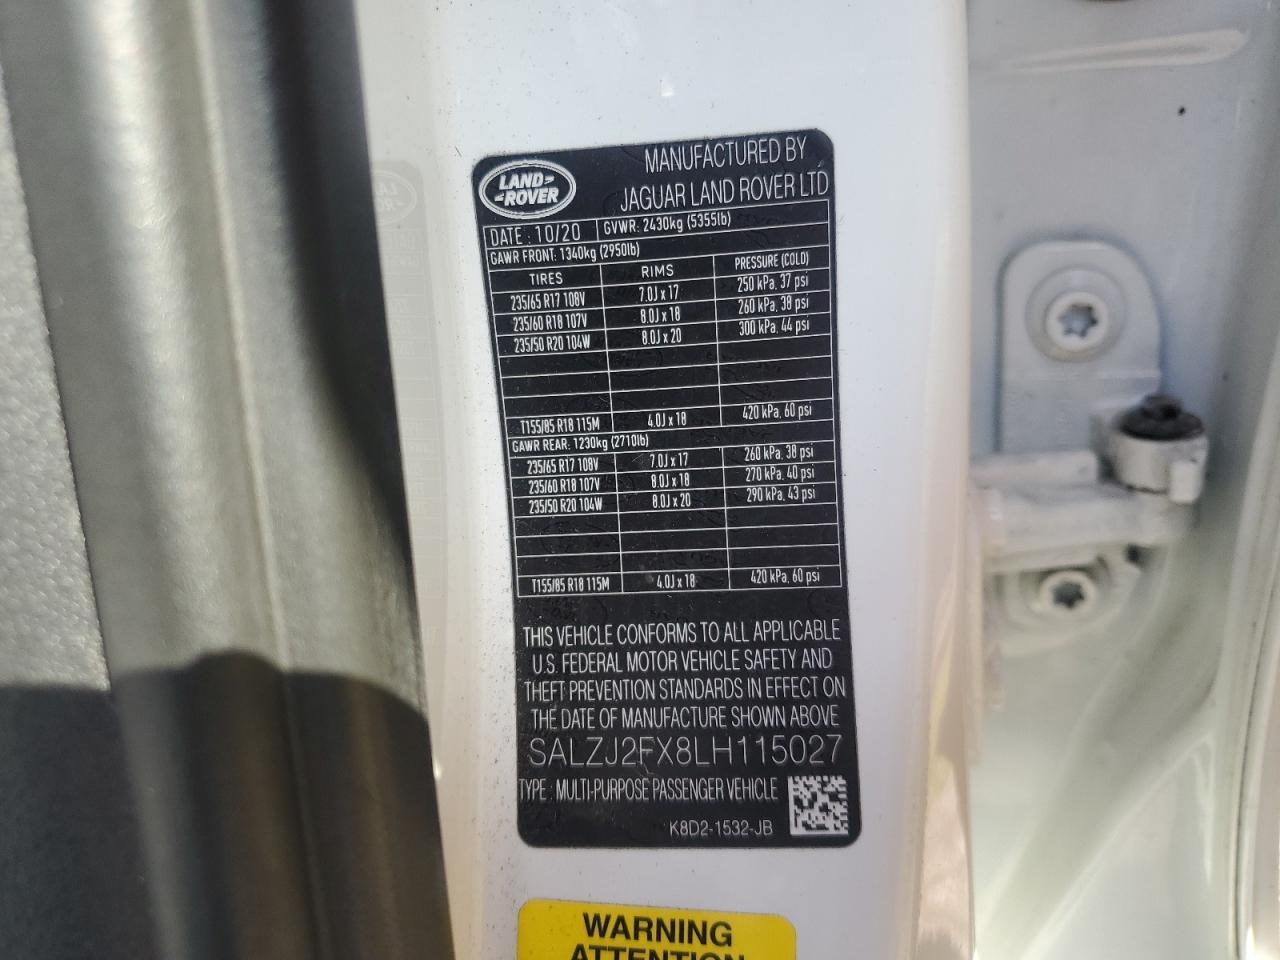 LAND ROVER
MANUFACTURED BY
JAGUAR LAND ROVER LTD
DATE : 10/20 GVWR: 2430kg (5355lb)
GAWR FRONT: 1340kg (2950lb)
TIRES RIMS PRESSURE (COLD)
235/65 R17 108V 7.0J x 17 250 kPa, 37 psi
235/60 R18 107V 8.0J x 18 260 kPa, 38 psi
235/50 R20 104W 8.0J x 20 300 kPa, 44 psi
T155/85 R18 115M 4.0J x 18 420 kPa, 60 psi
GAWR REAR: 1230kg (2710lb)
235/65 R17 108V 7.0J x 17 260 kPa, 38 psi
235/60 R18 107V 8.0J x 18 270 kPa, 40 psi
235/50 R20 104W 8.0J x 20 290 kPa, 43 psi
T155/85 R18 115M 4.0J x 18 420 kPa, 60 psi
THIS VEHICLE CONFORMS TO ALL APPLICABLE
U.S. FEDERAL MOTOR VEHICLE SAFETY AND
THEFT PREVENTION STANDARDS IN EFFECT ON
THE DATE OF MANUFACTURE SHOWN ABOVE
SALZJ2FX8LH115027
TYPE : MULTI-PURPOSE PASSENGER VEHICLE
K8D2-1532-JB
WARNING
ATTENTION